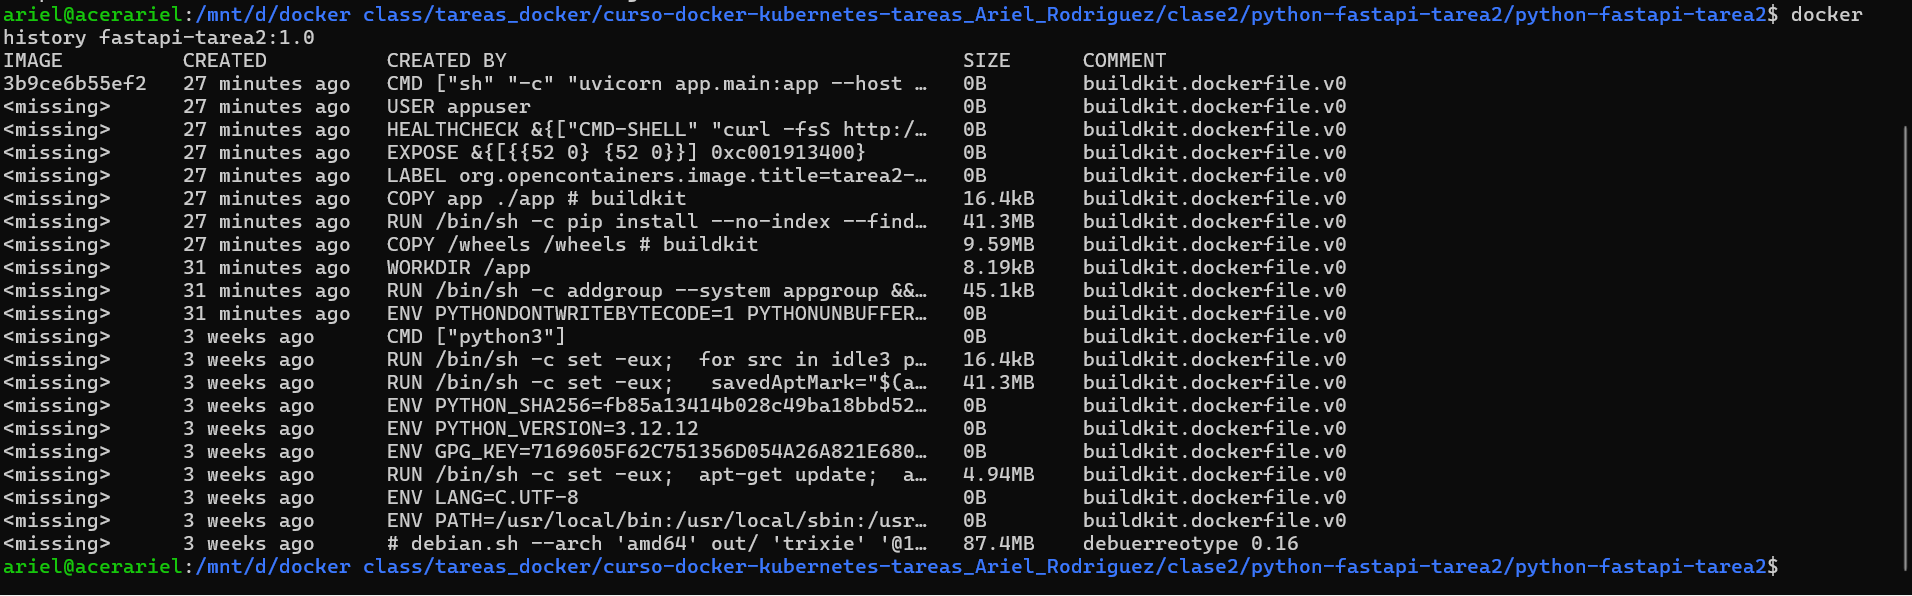 ariel@acerariel:/mnt/d/docker class/tareas_docker/curso-docker-kubernetes-tareas_Ariel_Rodriguez/clase2/python-fastapi-tarea2/python-fastapi-tarea2$ docker
history fastapi-tarea2:1.0
IMAGE CREATED CREATED BY SIZE COMMENT
3b9ce6b55ef2 27 minutes ago CMD ["sh" "-c" "uvicorn app.main:app --host … 0B buildkit.dockerfile.v0
<missing> 27 minutes ago USER appuser 0B buildkit.dockerfile.v0
<missing> 27 minutes ago HEALTHCHECK &{["CMD-SHELL" "curl -fsS http:/… 0B buildkit.dockerfile.v0
<missing> 27 minutes ago EXPOSE &{[{{52 0} {52 0}}] 0xc001913400} 0B buildkit.dockerfile.v0
<missing> 27 minutes ago LABEL org.opencontainers.image.title=tarea2-… 0B buildkit.dockerfile.v0
<missing> 27 minutes ago COPY app ./app # buildkit 16.4kB buildkit.dockerfile.v0
<missing> 27 minutes ago RUN /bin/sh -c pip install --no-index --find… 41.3MB buildkit.dockerfile.v0
<missing> 27 minutes ago COPY /wheels /wheels # buildkit 9.59MB buildkit.dockerfile.v0
<missing> 31 minutes ago WORKDIR /app 8.19kB buildkit.dockerfile.v0
<missing> 31 minutes ago RUN /bin/sh -c addgroup --system appgroup &&… 45.1kB buildkit.dockerfile.v0
<missing> 31 minutes ago ENV PYTHONDONTWRITEBYTECODE=1 PYTHONUNBUFFER… 0B buildkit.dockerfile.v0
<missing> 3 weeks ago CMD ["python3"] 0B buildkit.dockerfile.v0
<missing> 3 weeks ago RUN /bin/sh -c set -eux; for src in idle3 p… 16.4kB buildkit.dockerfile.v0
<missing> 3 weeks ago RUN /bin/sh -c set -eux; savedAptMark="$(a… 41.3MB buildkit.dockerfile.v0
<missing> 3 weeks ago ENV PYTHON_SHA256=fb85a13414b028c49ba18bbd52… 0B buildkit.dockerfile.v0
<missing> 3 weeks ago ENV PYTHON_VERSION=3.12.12 0B buildkit.dockerfile.v0
<missing> 3 weeks ago ENV GPG_KEY=7169605F62C751356D054A26A821E680… 0B buildkit.dockerfile.v0
<missing> 3 weeks ago RUN /bin/sh -c set -eux; apt-get update; a… 4.94MB buildkit.dockerfile.v0
<missing> 3 weeks ago ENV LANG=C.UTF-8 0B buildkit.dockerfile.v0
<missing> 3 weeks ago ENV PATH=/usr/local/bin:/usr/local/sbin:/usr… 0B buildkit.dockerfile.v0
<missing> 3 weeks ago # debian.sh --arch 'amd64' out/ 'trixie' '@1… 87.4MB debuerreotype 0.16
ariel@acerariel:/mnt/d/docker class/tareas_docker/curso-docker-kubernetes-tareas_Ariel_Rodriguez/clase2/python-fastapi-tarea2/python-fastapi-tarea2$